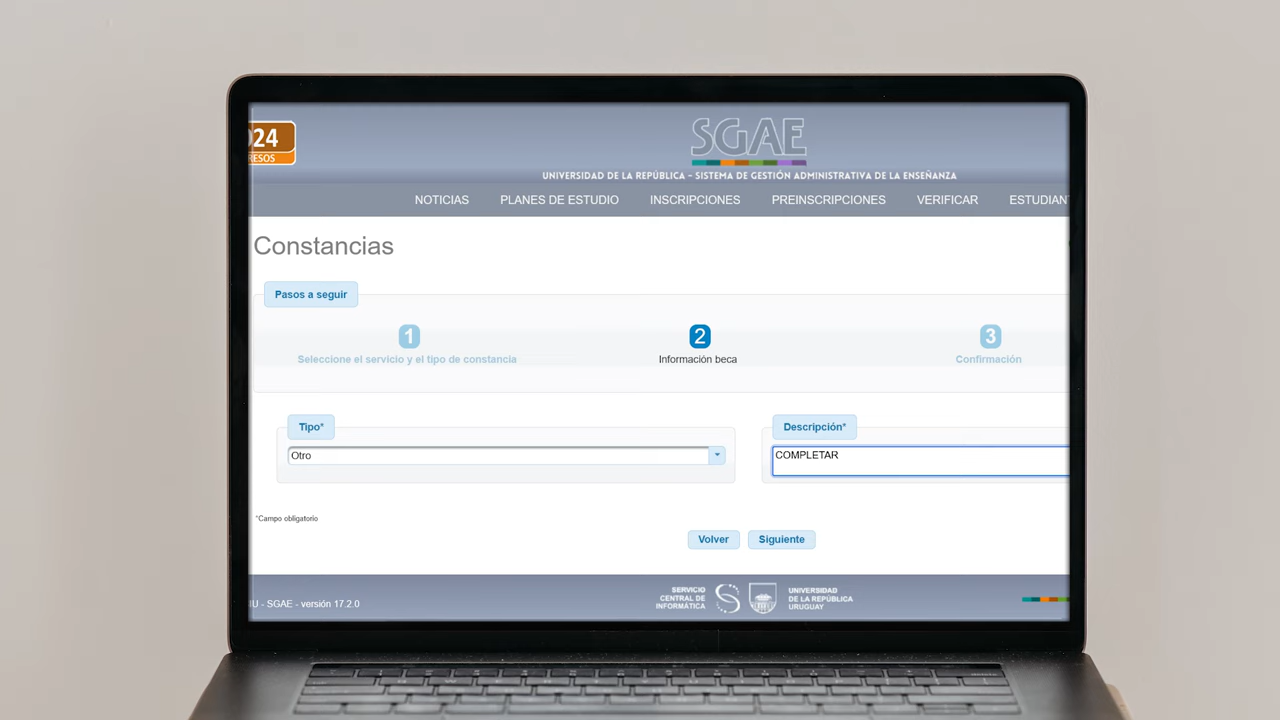 024
RESOS
SGAE
UNIVERSIDAD DE LA REPÚBLICA - SISTEMA DE GESTIÓN ADMINISTRATIVA DE LA ENSEÑANZA
NOTICIAS PLANES DE ESTUDIO INSCRIPCIONES PREINSCRIPCIONES VERIFICAR ESTUDIANT
Constancias
Pasos a seguir
1 2 3
Seleccione el servicio y el tipo de constancia Información beca Confirmación
Tipo* Descripción*
Otro COMPLETAR
*Campo obligatorio
Volver Siguiente
IU - SGAE - versión 17.2.0
SERVICIO
CENTRAL DE
INFORMÁTICA
UNIVERSIDAD
DE LA REPÚBLICA
URUGUAY